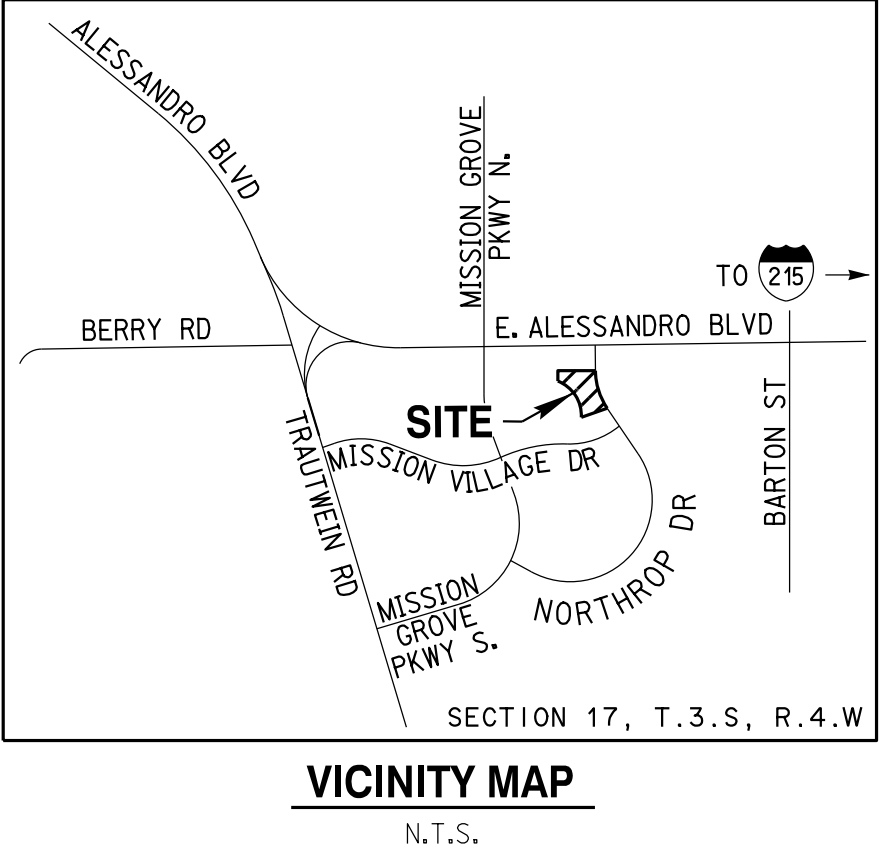 ALESSANDRO BLVD
MISSION GROVE
PKWY N.
TO 215
BERRY RD
E. ALESSANDRO BLVD
SITE
BARTON ST
TRAUTWEIN RD
MISSION VILLAGE DR
NORTHROP DR
MISSION
GROVE
PKWY S.
SECTION 17, T.3.S, R.4.W
VICINITY MAP
N.T.S.